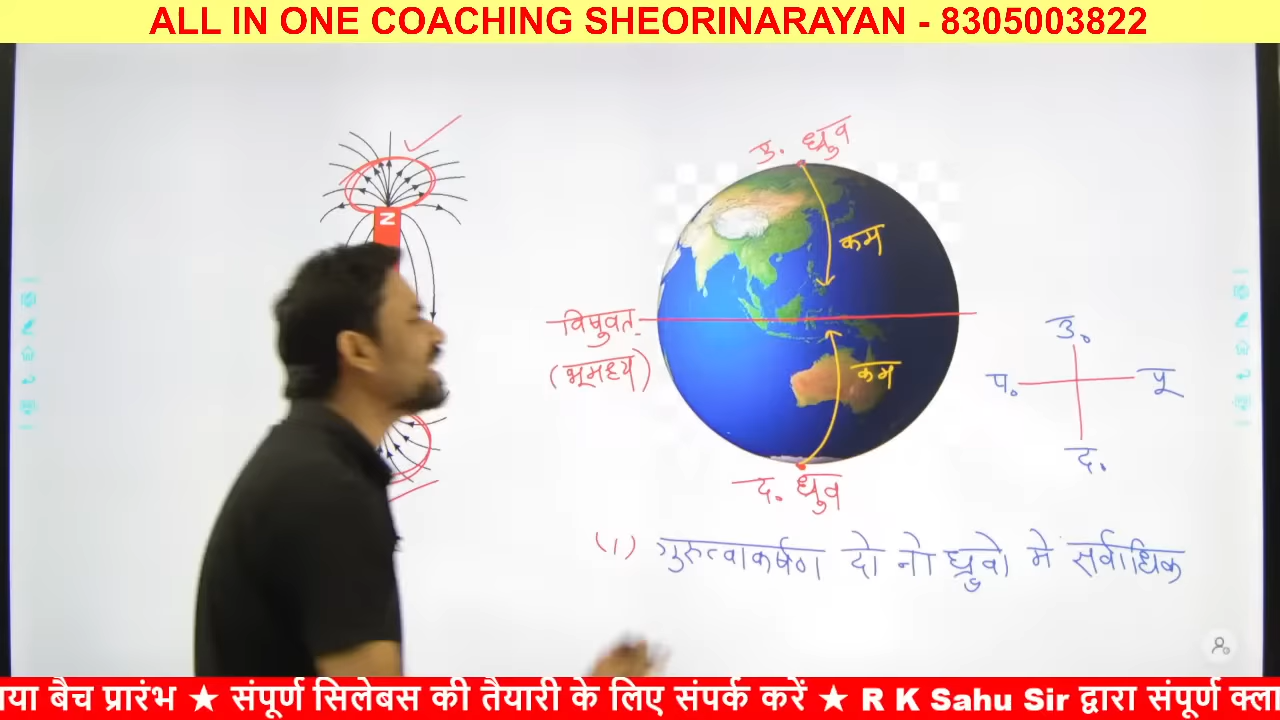 ALL IN ONE COACHING SHEORINARAYAN - 8305003822
उ. ध्रुव
N
कम
विषुवत
(भूमध्य)
उ.
कम
प. पू
द.
द. ध्रुव
(1) गुरुत्वाकर्षण दो नो ध्रुवो मे सर्वाधिक
या बैच प्रारंभ ★ संपूर्ण सिलेबस की तैयारी के लिए संपर्क करें ★ R K Sahu Sir द्वारा संपूर्ण क्ला